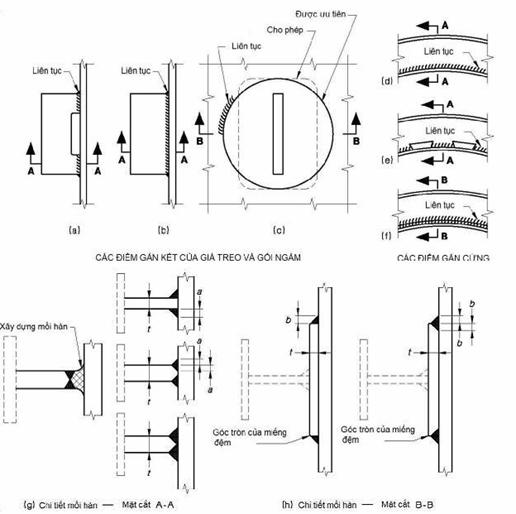 Được ưu tiên
Cho phép
Liên tục
Liên tục
Liên tục
A
A
A
A
B
B
(a)
(b)
(c)
A
Liên tục
(d)
A
A
Liên tục
(e)
A
B
Liên tục
(f)
B
CÁC ĐIỂM GẮN KẾT CỦA GIÁ TREO VÀ GỐI NGẦM
CÁC ĐIỂM GẮN CỨNG
Xây dựng mối hàn
a
t
a
t
a
t
b
t
Góc tròn của miếng
đệm
b
b
t
Góc tròn của miếng
đệm
(g) Chi tiết mối hàn — Mặt cắt A-A
(h) Chi tiết mối hàn — Mặt cắt B-B